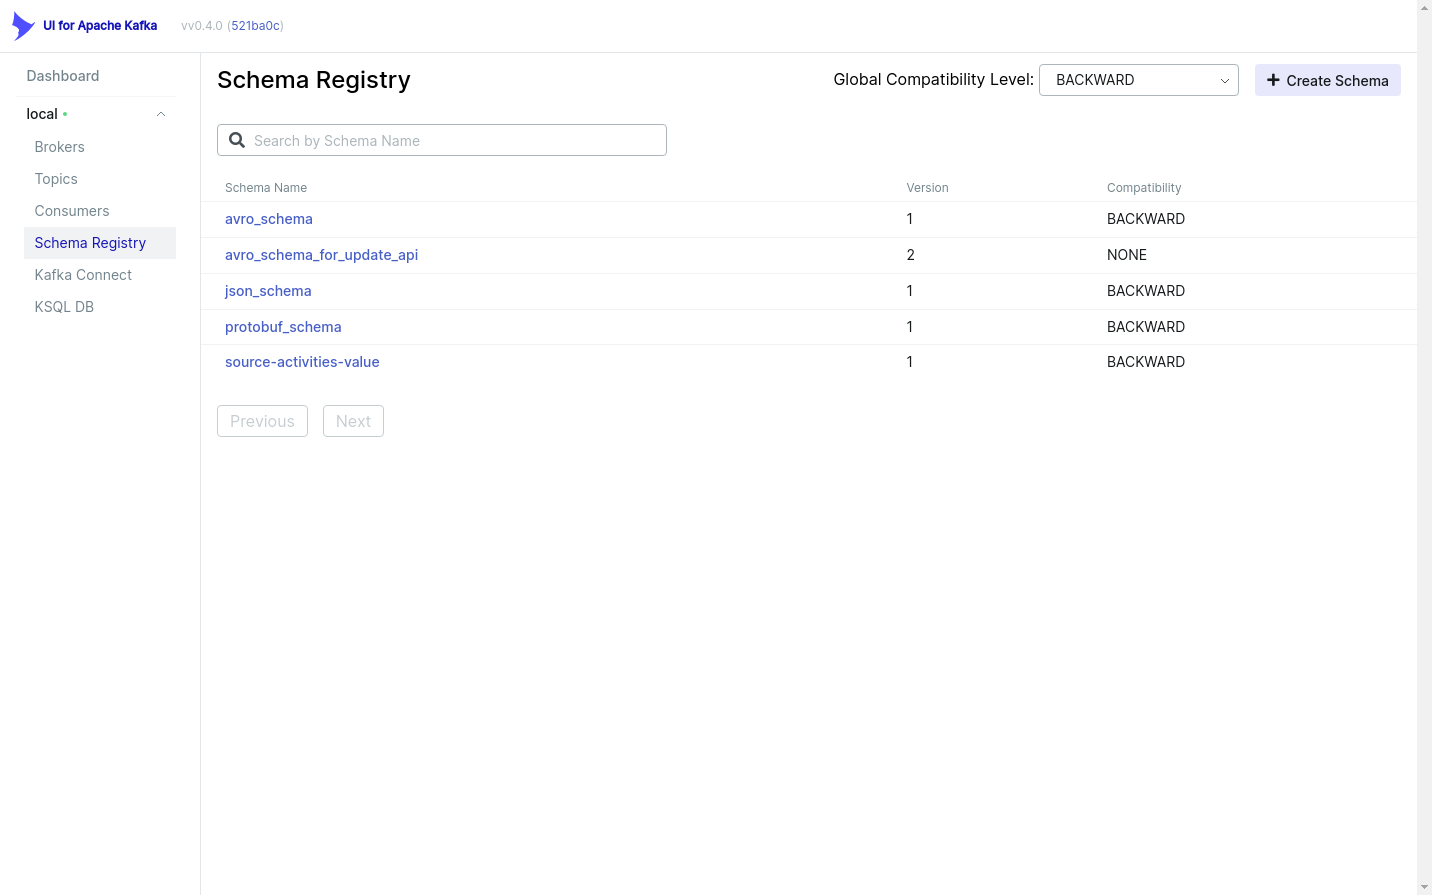 UI for Apache Kafka vv0.4.0 (521ba0c)
Dashboard
local
Brokers
Topics
Consumers
Schema Registry
Kafka Connect
KSQL DB
Schema Registry Global Compatibility Level: BACKWARD Create Schema
Search by Schema Name
Schema Name Version Compatibility
avro_schema 1 BACKWARD
avro_schema_for_update_api 2 NONE
json_schema 1 BACKWARD
protobuf_schema 1 BACKWARD
source-activities-value 1 BACKWARD
Previous Next